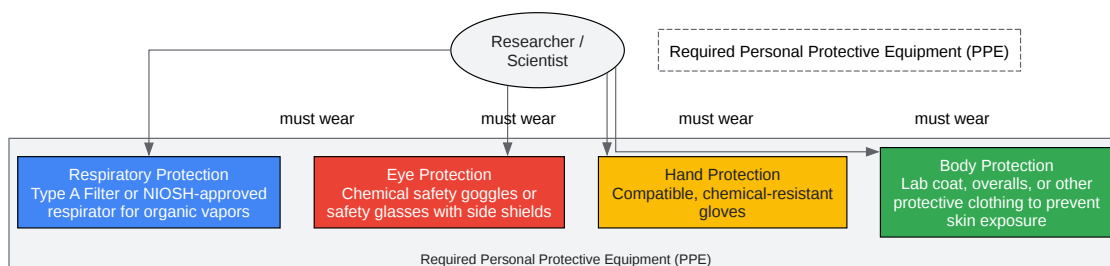 Researcher /
Scientist
Required Personal Protective Equipment (PPE)
must wear
must wear
must wear
must wear
Respiratory Protection
Type A Filter or NIOSH-approved
respirator for organic vapors
Eye Protection
Chemical safety goggles or
safety glasses with side shields
Hand Protection
Compatible, chemical-resistant
gloves
Body Protection
Lab coat, overalls, or other
protective clothing to prevent
skin exposure
Required Personal Protective Equipment (PPE)